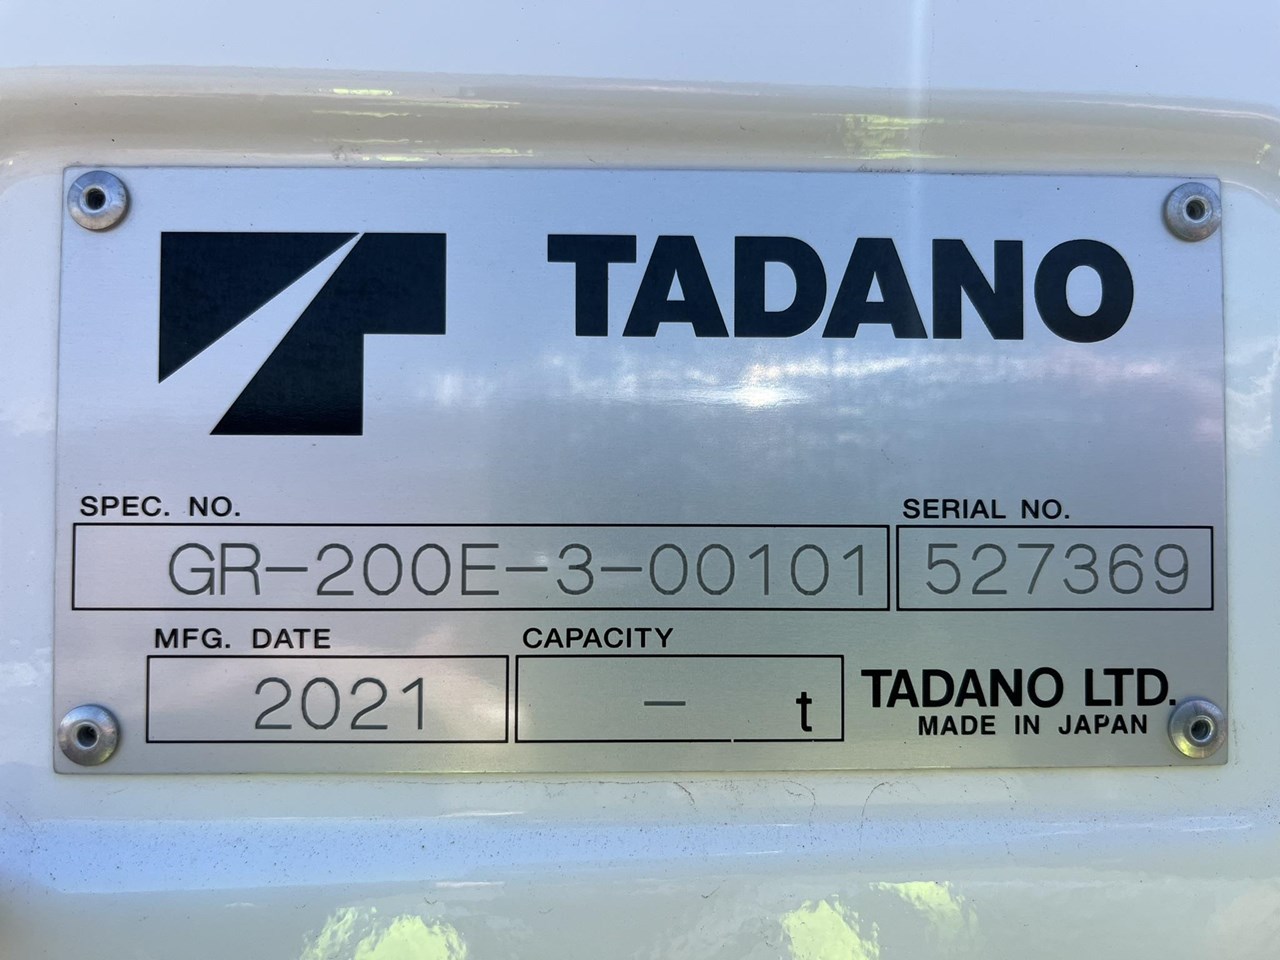 TADANO
SPEC. NO.
GR-200E-3-00101
SERIAL NO.
527369
MFG. DATE
2021
CAPACITY
- t
TADANO LTD.
MADE IN JAPAN